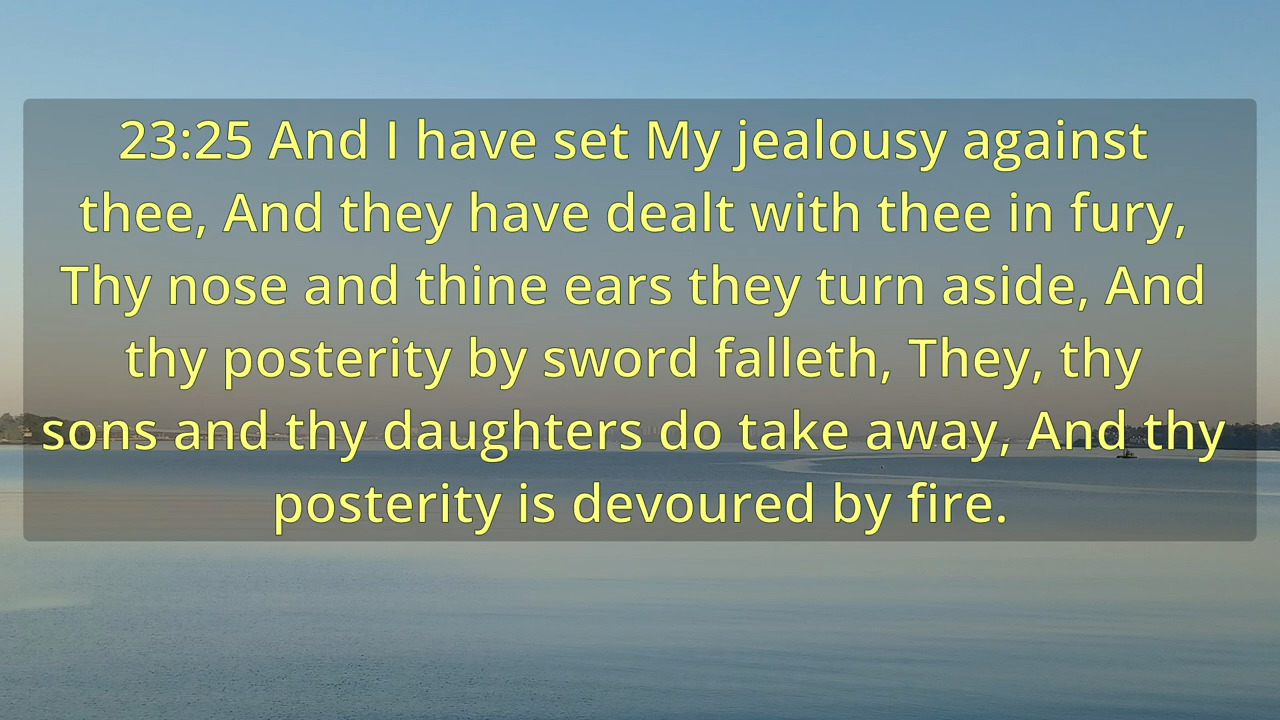 23:25 And I have set My jealousy against
thee, And they have dealt with thee in fury,
Thy nose and thine ears they turn aside, And
thy posterity by sword falleth, They, thy
sons and thy daughters do take away, And thy
posterity is devoured by fire.